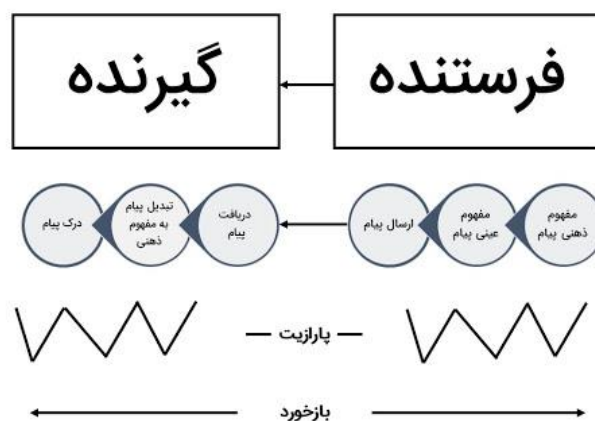 فرستنده
گیرنده
مفهوم
ذهنی پیام
مفهوم
عینی پیام
ارسال پیام
دریافت
پیام
تبدیل پیام
به مفهوم
ذهنی
درک پیام
پارازیت
بازخورد